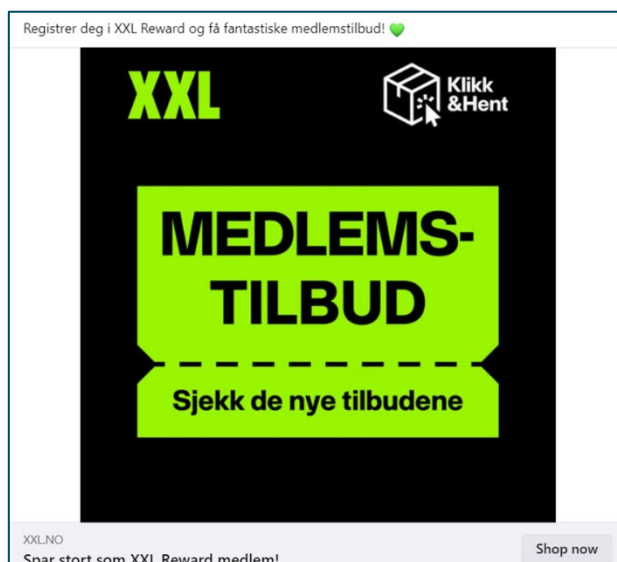 Registrer deg i XXL Reward og få fantastiske medlemstilbud! 💚
XXL
Klikk
&Hent
MEDLEMS-
TILBUD
Sjekk de nye tilbudene
XXL.NO
Spar stort som XXL Reward medlem!
Shop now